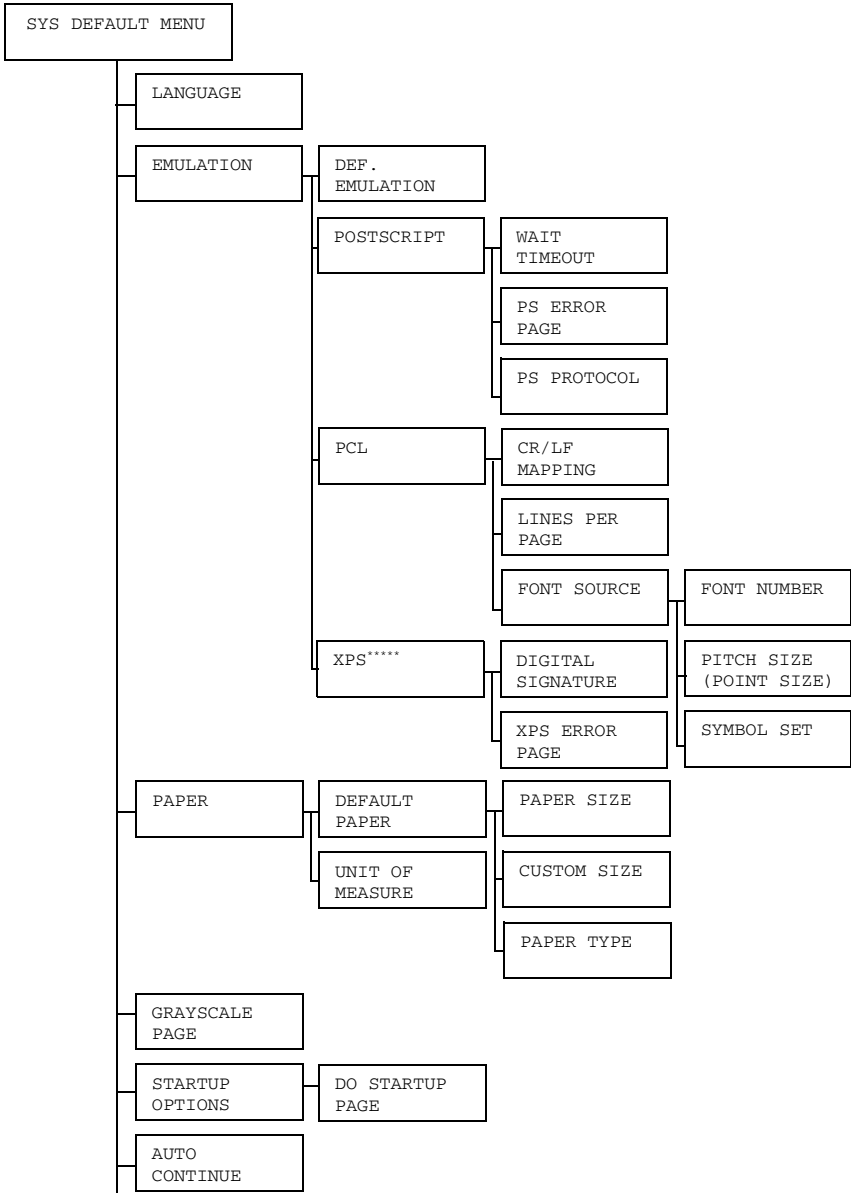 SYS DEFAULT MENU
LANGUAGE
EMULATION
DEF.
EMULATION
POSTSCRIPT
WAIT
TIMEOUT
PS ERROR
PAGE
PS PROTOCOL
PCL
CR/LF
MAPPING
LINES PER
PAGE
FONT SOURCE
FONT NUMBER
PITCH SIZE
(POINT SIZE)
SYMBOL SET
XPS*****
DIGITAL
SIGNATURE
XPS ERROR
PAGE
PAPER
DEFAULT
PAPER
PAPER SIZE
CUSTOM SIZE
PAPER TYPE
UNIT OF
MEASURE
GRAYSCALE
PAGE
STARTUP
OPTIONS
DO STARTUP
PAGE
AUTO
CONTINUE